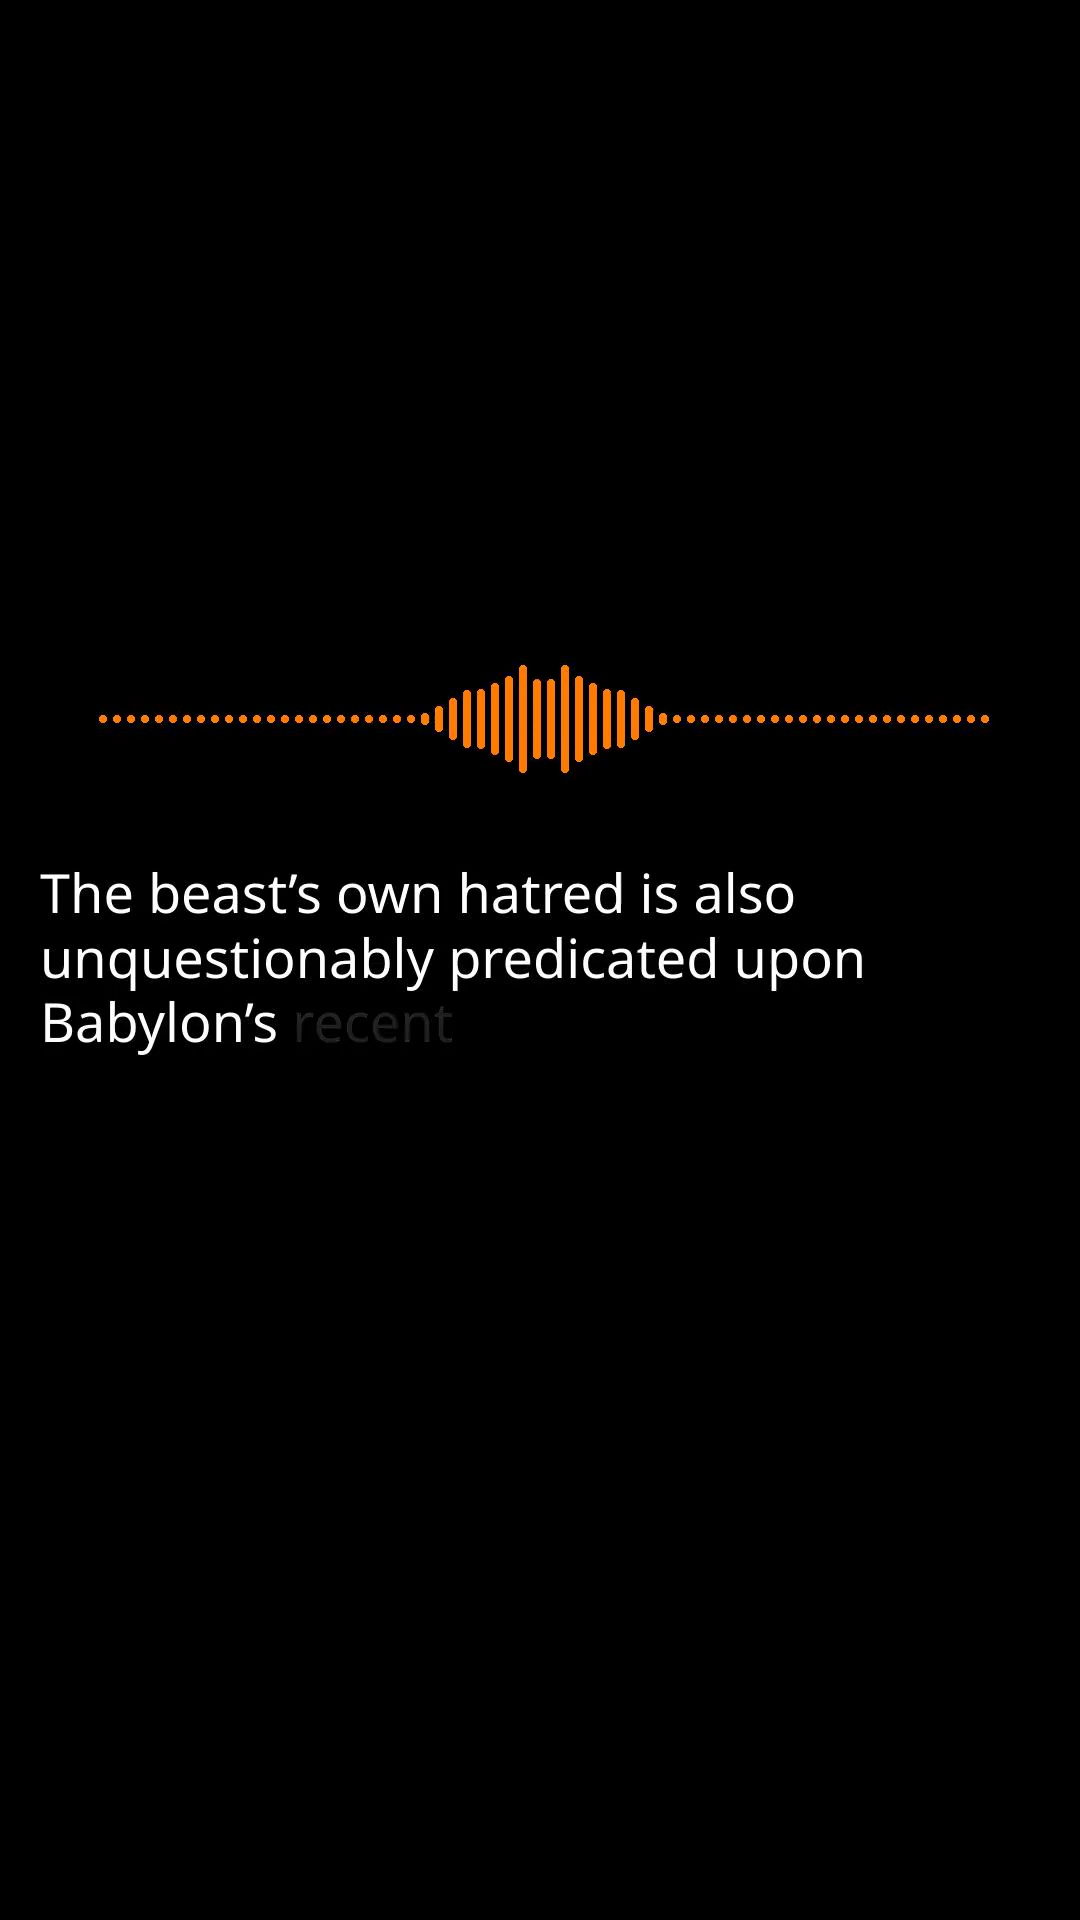 The beast’s own hatred is also
unquestionably predicated upon
Babylon’s recent